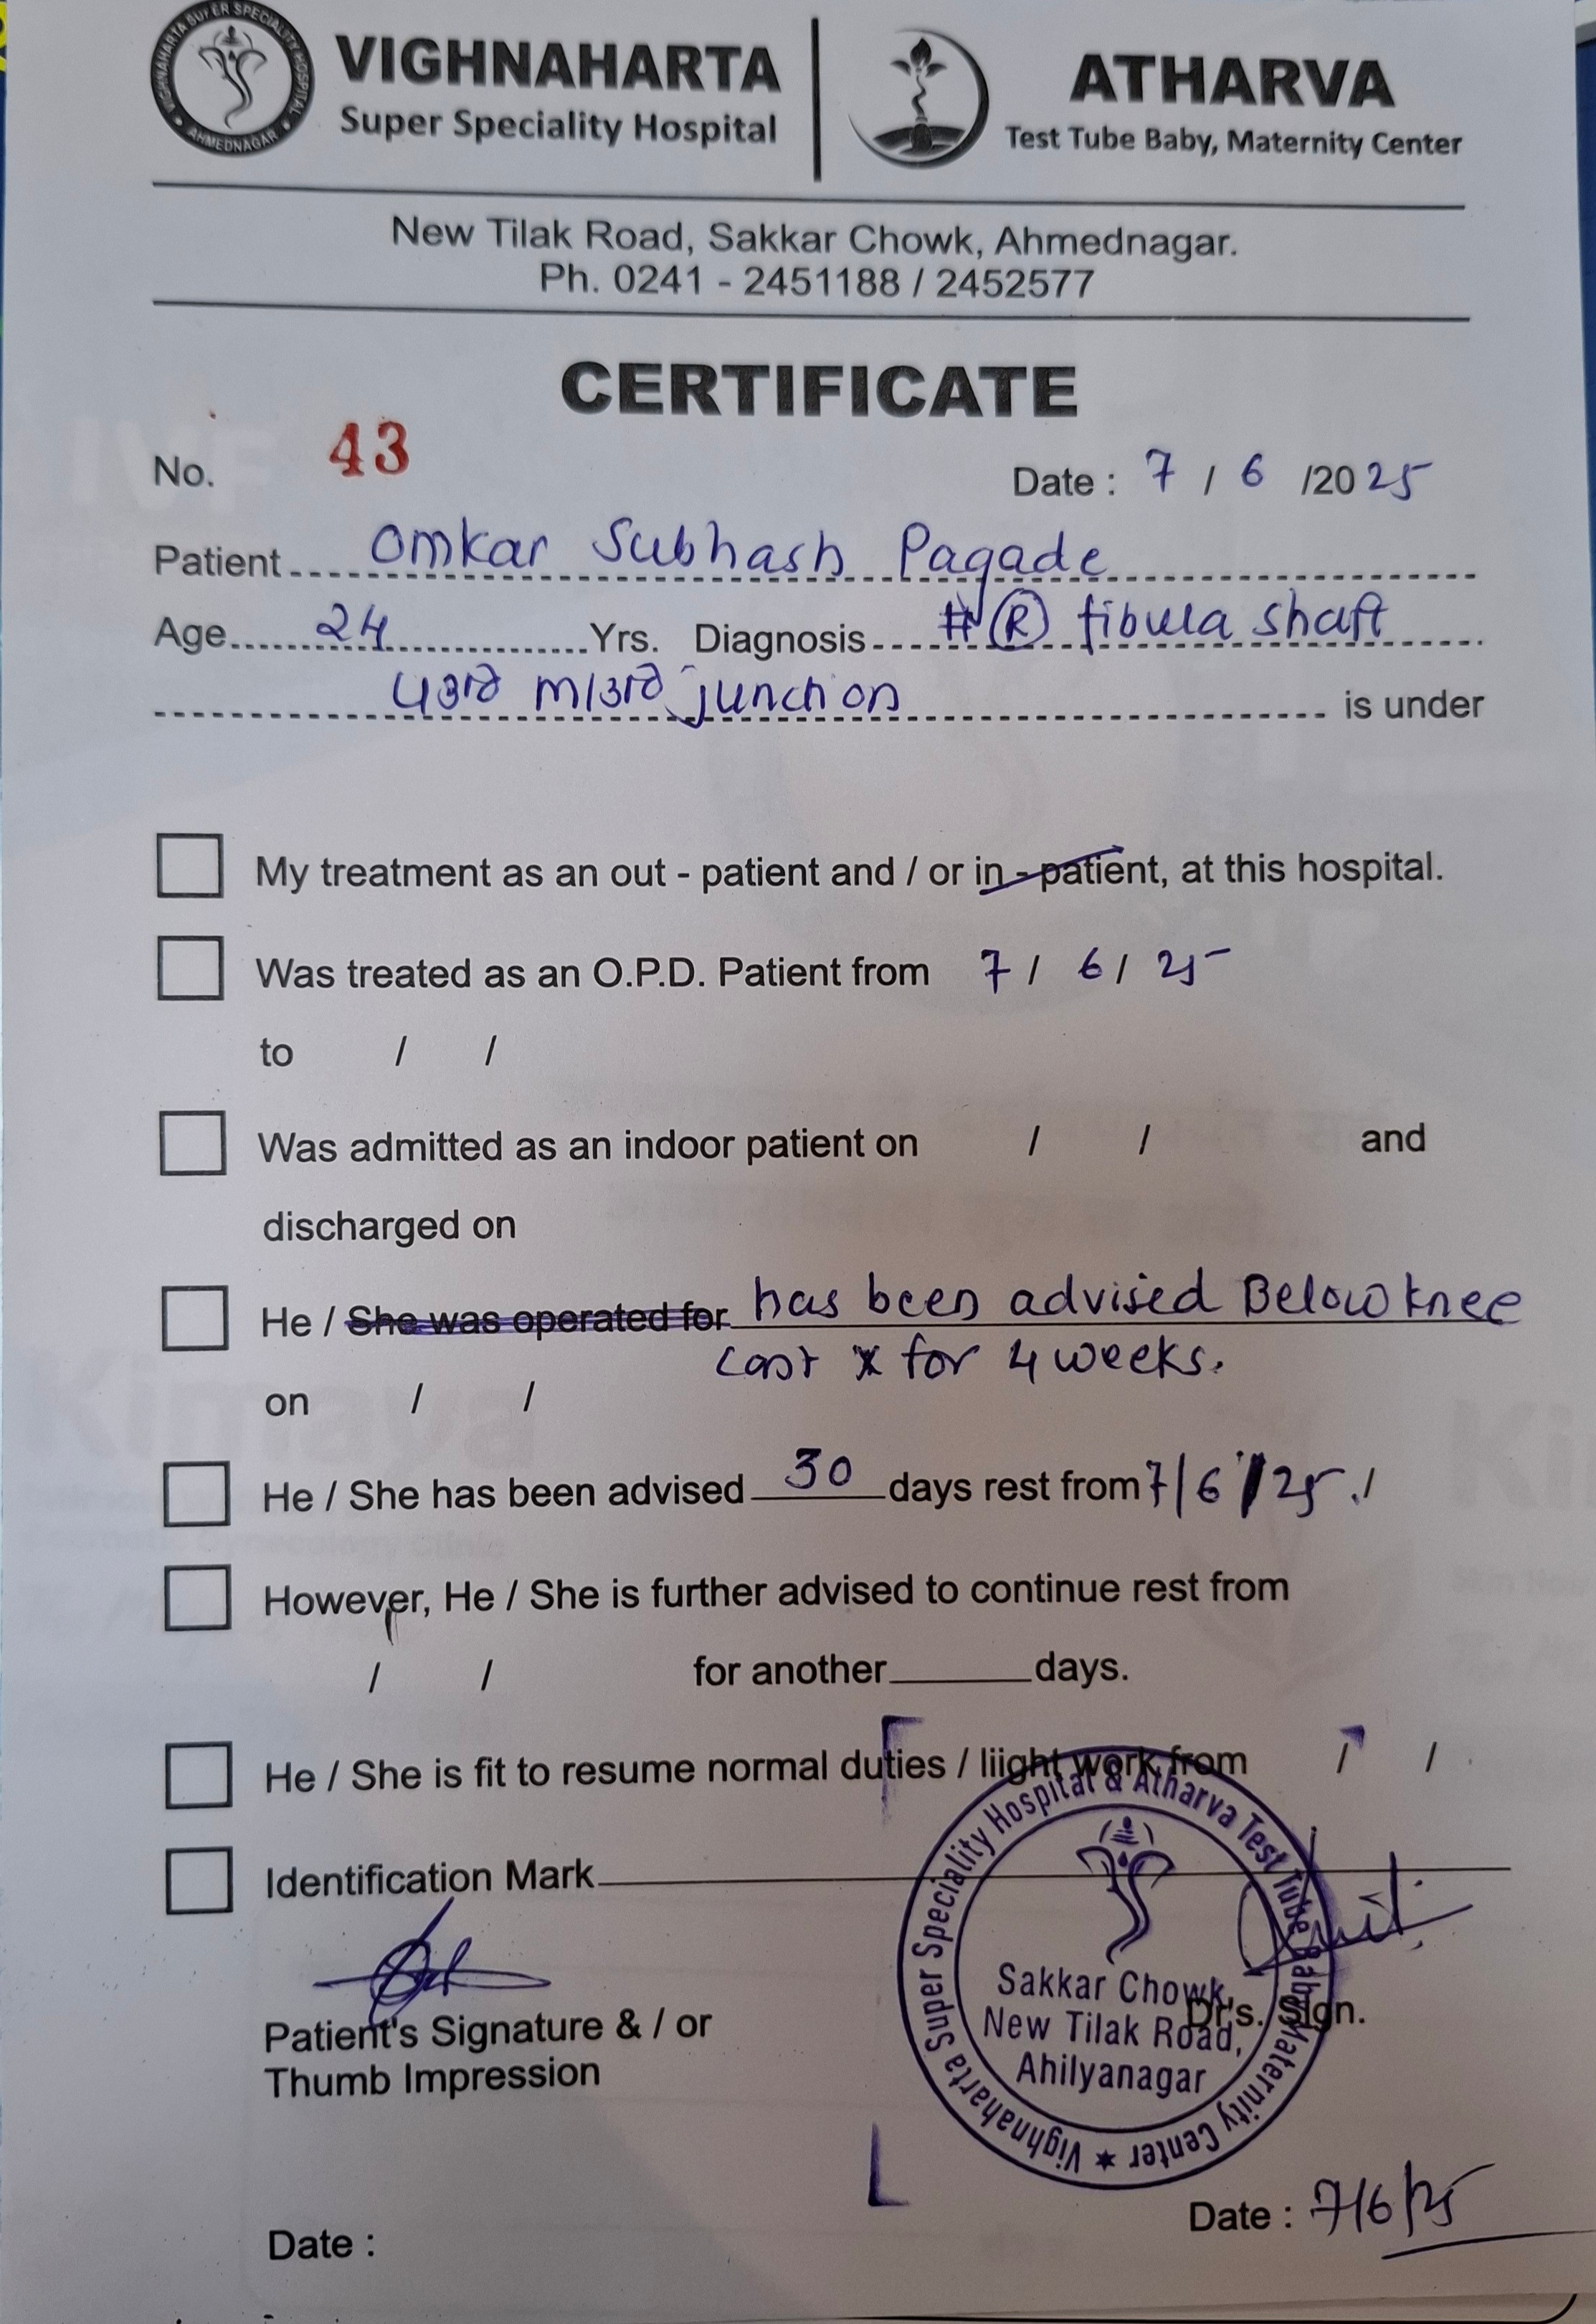 VIGHNAHARTA SUPER SPECIALITY HOSPITAL • AHMEDNAGAR •
VIGHNAHARTA
Super Speciality Hospital
ATHARVA
Test Tube Baby, Maternity Center
New Tilak Road, Sakkar Chowk, Ahmednagar.
Ph. 0241 - 2451188 / 2452577
CERTIFICATE
No. 43 Date : 7 / 6 /2025
Patient Omkar Subhash Pagade
Age 24 Yrs. Diagnosis # (R) fibula shaft
U3rd m/3rd junction is under
My treatment as an out - patient and / or in - patient, at this hospital.
Was treated as an O.P.D. Patient from 7 / 6 / 25
to / /
Was admitted as an indoor patient on / / and
discharged on
He / She was operated for has been advised Below knee
cast x for 4 weeks.
on / /
He / She has been advised 30 days rest from 7/6/25 /
However, He / She is further advised to continue rest from
/ / for another days.
He / She is fit to resume normal duties / liight work from / /
Identification Mark
Vighnaharta Super Speciality Hospital & Atharva Test Tube Baby Maternity Center
Sakkar Chowk,
New Tilak Road,
Ahilyanagar
Dr's. Sign.
Patient's Signature & / or
Thumb Impression
Date : 7/6/25
Date :